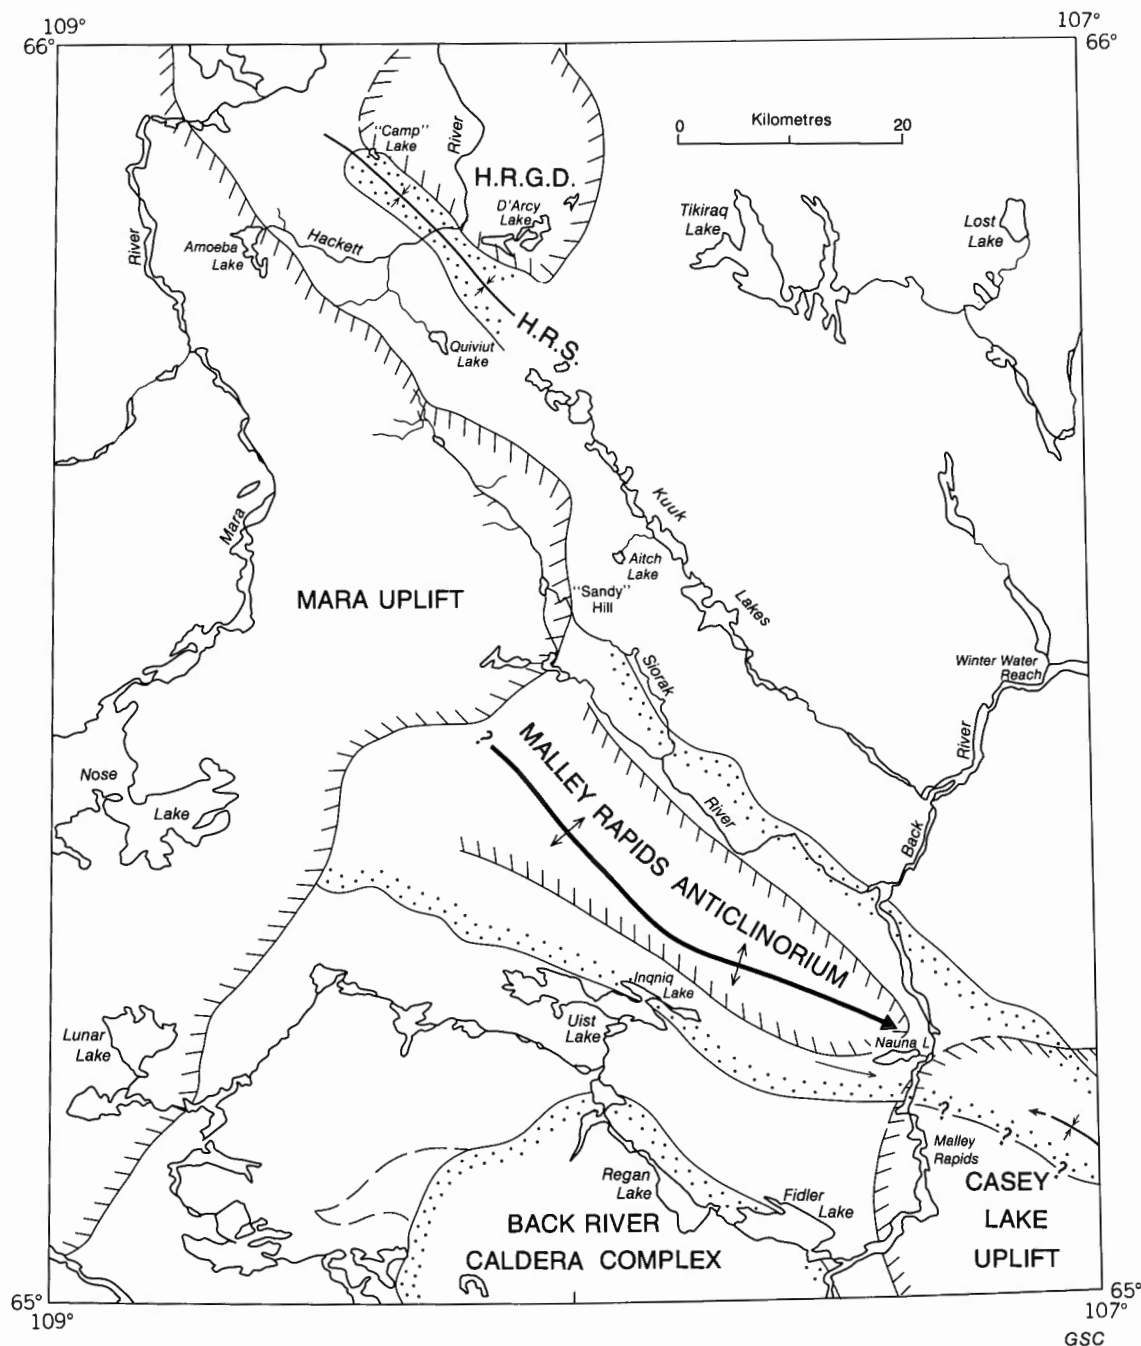 109°
107°
66°
66°
Kilometres
0
20
"Camp"
Lake
River
H.R.G.D.
D'Arcy
Lake
Tikiraq
Lake
Lost
Lake
River
Amoeba
Lake
Hackett
H.R.S.
Quiviut
Lake
Kuuk
Lakes
Mara
Aitch
Lake
"Sandy"
Hill
MARA UPLIFT
Siorak
River
Winter Water
Reach
River
Back
?
MALLEY RAPIDS ANTICLINORIUM
Nose
Lake
Inqniq
Lake
Uist
Lake
Lunar
Lake
Nauna L
?
?
?
Malley
Rapids
Regan
Lake
Fidler
Lake
CASEY
LAKE
UPLIFT
BACK RIVER
CALDERA COMPLEX
65°
65°
109°
107°
GSC